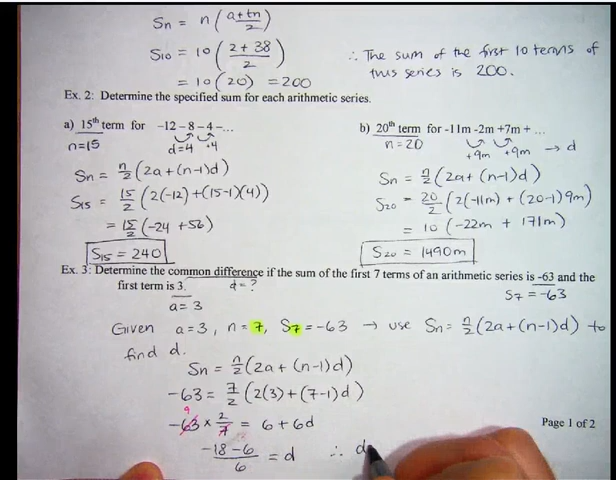 Sn = n (a+tn/2)
S10 = 10 (2+38/2)
= 10 (20) = 200
∴ The sum of the first 10 terms of this series is 200.
Ex. 2: Determine the specified sum for each arithmetic series.
a) 15th term for -12 – 8 – 4 – ...
n=15 d=4 +4
Sn = n/2 (2a + (n-1)d)
S15 = 15/2 (2(-12) + (15-1)(4))
= 15/2 (-24 + 56)
S15 = 240
b) 20th term for -11m -2m +7m + ...
n = 20 +9m +9m → d
Sn = n/2 (2a + (n-1)d)
S20 = 20/2 (2(-11m) + (20-1)9m)
= 10 (-22m + 171m)
S20 = 1490m
Ex. 3: Determine the common difference if the sum of the first 7 terms of an arithmetic series is -63 and the
first term is 3. d = ? S7 = -63
a = 3
Given a = 3, n = 7, S7 = -63 → use Sn = n/2 (2a + (n-1)d) to
find d.
Sn = n/2 (2a + (n-1)d)
-63 = 7/2 (2(3) + (7-1)d)
9
-63 × 2/7 = 6 + 6d
-18-6/6 = d ∴ d
Page 1 of 2